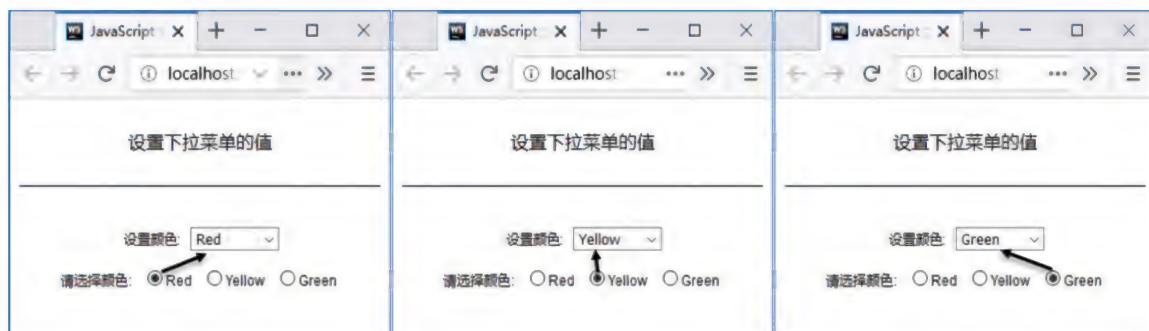 JavaScript
localhost
设置下拉菜单的值
设置颜色: Red
请选择颜色: Red Yellow Green
JavaScript
localhost
设置下拉菜单的值
设置颜色: Yellow
请选择颜色: Red Yellow Green
JavaScript
localhost
设置下拉菜单的值
设置颜色: Green
请选择颜色: Red Yellow Green